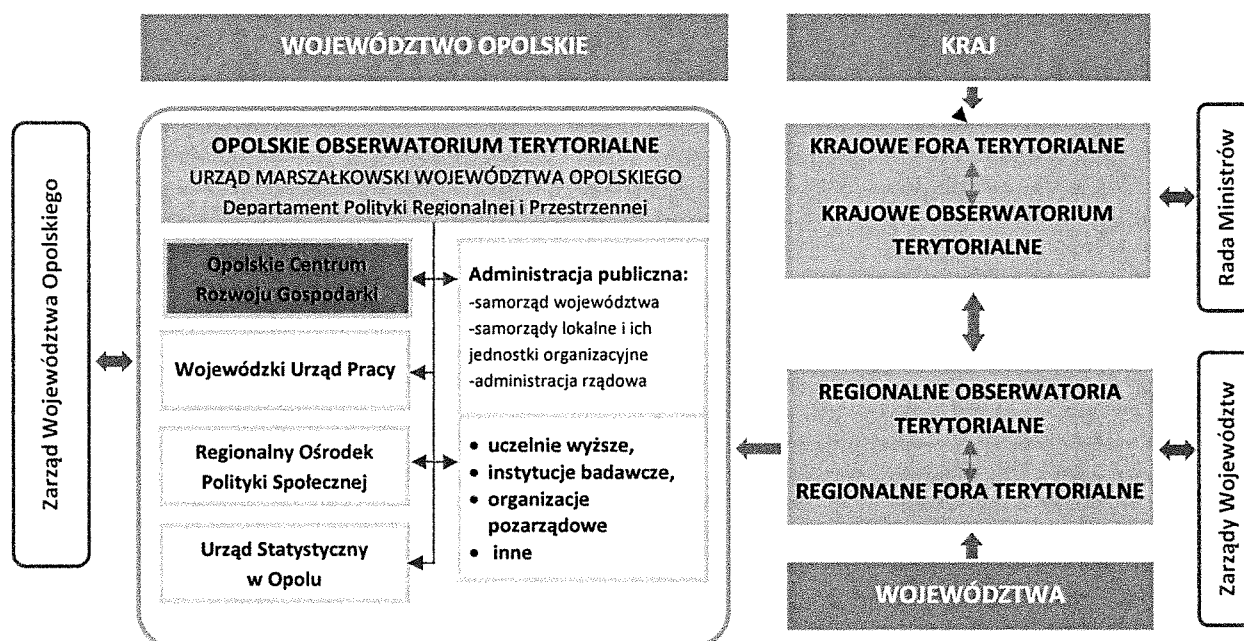 WOJEWÓDZTWO OPOLSKIE
KRAJ
Zarząd Województwa Opolskiego
OPOLSKIE OBSERWATORIUM TERYTORIALNE
URZĄD MARSZAŁKOWSKI WOJEWÓDZTWA OPOLSKIEGO
Departament Polityki Regionalnej i Przestrzennej
Opolskie Centrum
Rozwoju Gospodarki
Wojewódzki Urząd Pracy
Regionalny Ośrodek
Polityki Społecznej
Urząd Statystyczny
w Opolu
Administracja publiczna:
-samorząd województwa
-samorządy lokalne i ich
jednostki organizacyjne
-administracja rządowa
• uczelnie wyższe,
• instytucje badawcze,
• organizacje
pozarządowe
• inne
KRAJOWE FORA TERYTORIALNE
KRAJOWE OBSERWATORIUM
TERYTORIALNE
Rada Ministrów
REGIONALNE OBSERWATORIA
TERYTORIALNE
REGIONALNE FORA TERYTORIALNE
Zarządy Województw
WOJEWÓDZTWA